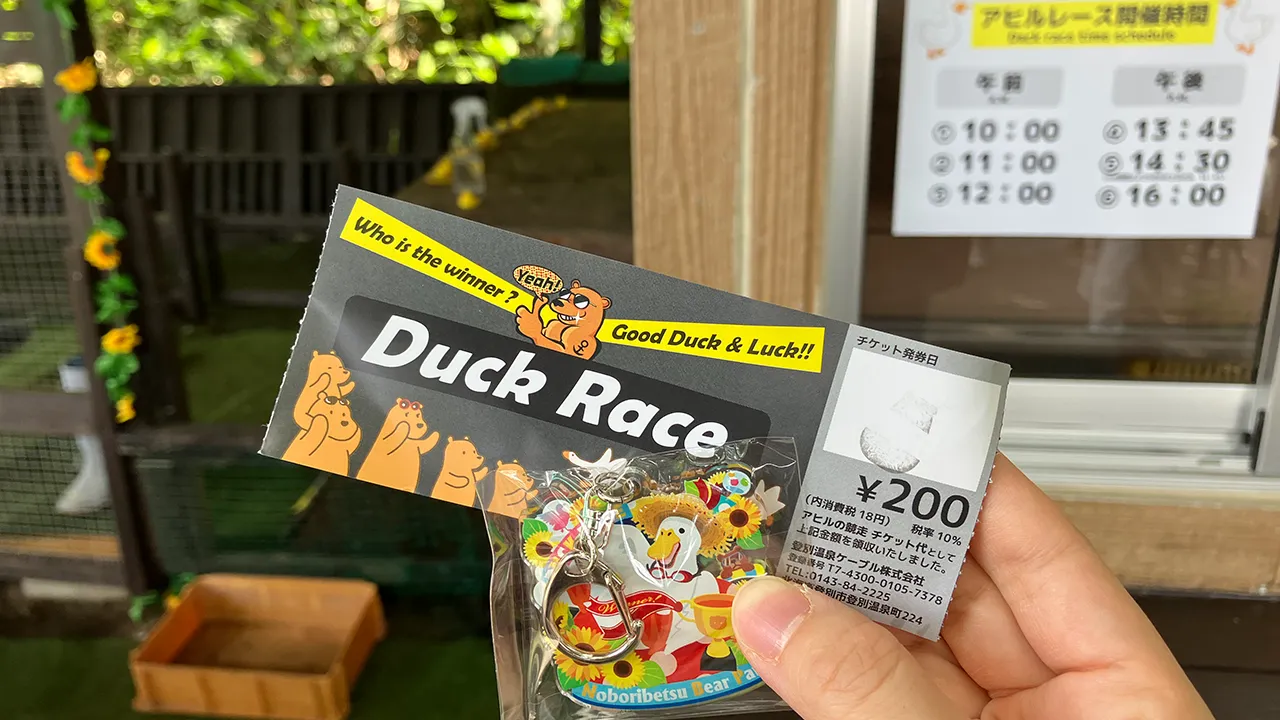 アヒルレース開催時間
Duck race time schedule
午前
午後
① 10：00
② 11：00
③ 12：00
④ 13：45
⑤ 14：30
⑥ 16：00
Who is the winner ?
Yeah!
Good Duck & Luck!!
Duck Race
チケット発券日
¥200
(内消費税 18円) 税率 10%
アヒルの競走 チケット代として
上記金額を領収いたしました。
登別温泉ケーブル株式会社
登録番号 T7-4300-0105-7378
TEL:0143-84-2225
北海道登別市登別温泉町224
Winner!
Noboribetsu Bear Pa